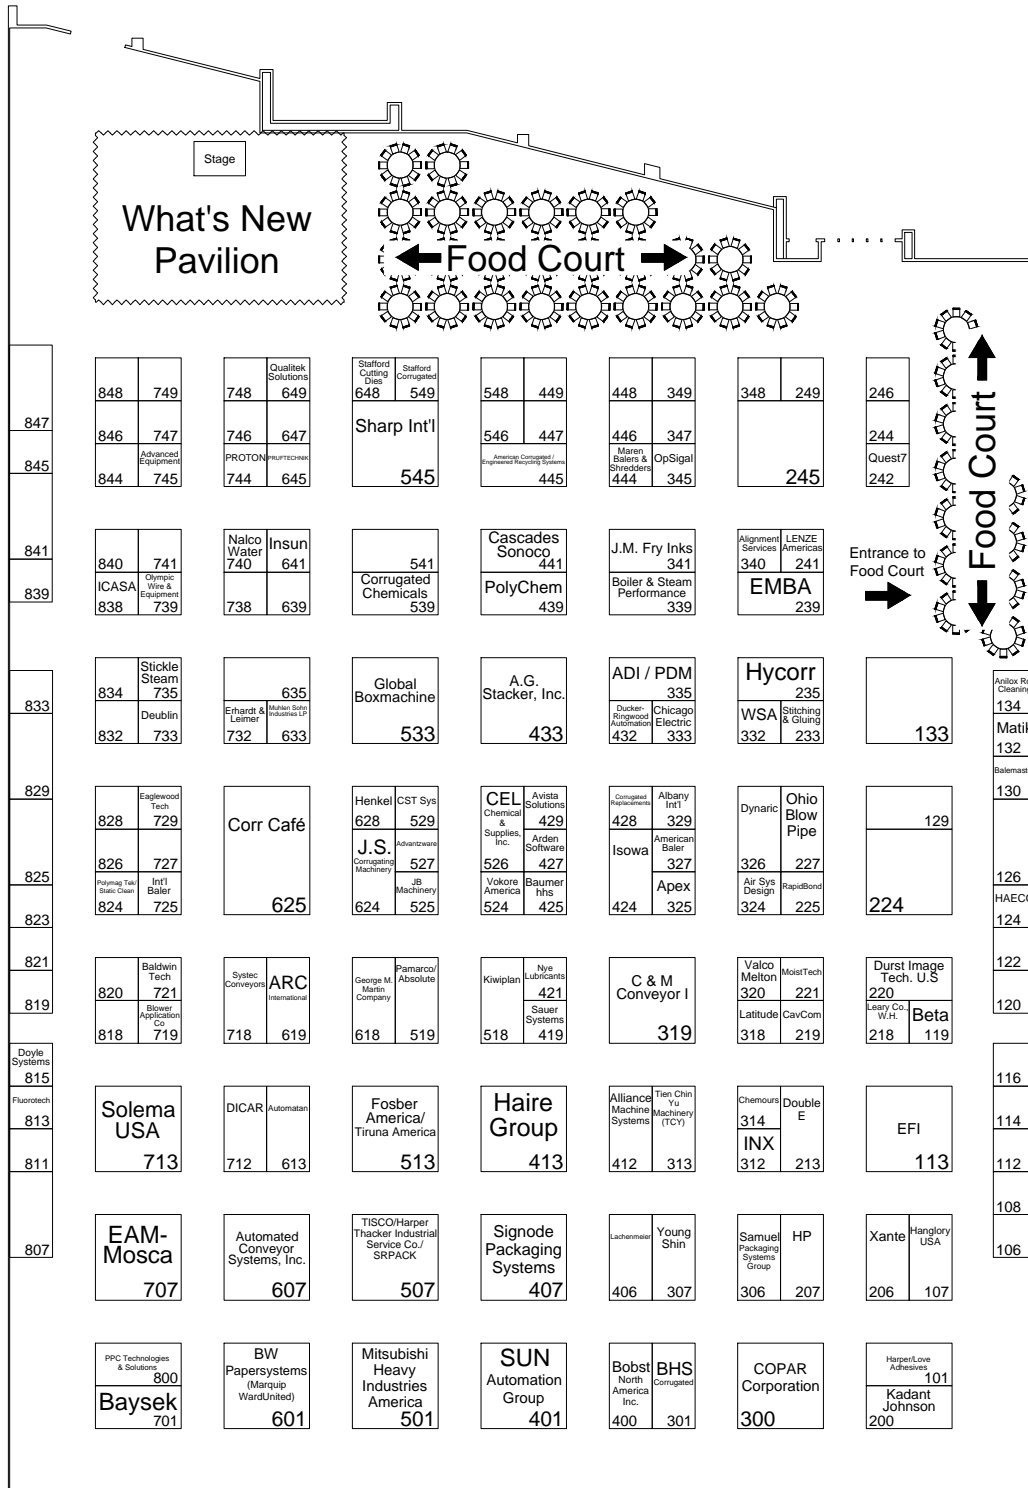 Stage
What's New
Pavilion
Food Court
Food Court
Entrance to
Food Court
847
845
841
839
833
829
825
823
821
819
Doyle
Systems
815
Fluorotech
813
811
807
848
749
846
747
844
Advanced
Equipment
745
748
Qualitek
Solutions
649
746
647
PROTON
744
PRUFTECHNIK
645
Stafford
Cutting
Dies
648
Stafford
Corrugated
549
Sharp Int'l
545
548
449
546
447
American Corrugated /
Engineered Recycling Systems
445
448
349
446
347
Maren
Balers &
Shredders
444
OpSigal
345
348
249
245
246
244
Quest7
242
840
741
ICASA
838
Olympic
Wire &
Equipment
739
Nalco
Water
740
Insun
641
738
639
541
Corrugated
Chemicals
539
Cascades
Sonoco
441
PolyChem
439
J.M. Fry Inks
341
Boiler & Steam
Performance
339
Alignment
Services
340
LENZE
Americas
241
EMBA
239
834
Stickle
Steam
735
832
Deublin
733
635
Erhardt &
Leimer
732
Muhlen Sohn
Industries LP
633
Global
Boxmachine
533
A.G.
Stacker, Inc.
433
ADI / PDM
335
Ducker-
Ringwood
Automation
432
Chicago
Electric
333
Hycorr
235
WSA
332
Stitching
& Gluing
233
133
828
Eaglewood
Tech
729
826
727
Polymag Tek/
Static Clean
824
Int'l
Baler
725
Corr Café
625
Henkel
628
CST Sys
529
J.S.
Corrugating
Machinery
624
Advantzware
527
JB
Machinery
525
CEL
Chemical
&
Supplies,
Inc.
526
Avista
Solutions
429
Arden
Software
427
Vokore
America
524
Baumer
hhs
425
Corrugated
Replacements
428
Albany
Int'l
329
Isowa
424
American
Baler
327
Apex
325
Dynaric
326
Ohio
Blow
Pipe
227
Air Sys
Design
324
RapidBond
225
129
224
820
Baldwin
Tech
721
818
Blower
Application
Co
719
Systec
Conveyors
718
ARC
International
619
George M.
Martin
Company
618
Pamarco/
Absolute
519
Kiwiplan
518
Nye
Lubricants
421
Sauer
Systems
419
C & M
Conveyor I
319
Valco
Melton
320
MoistTech
221
Latitude
318
CavCom
219
Durst Image
Tech. U.S
220
Leary Co.,
W.H.
218
Beta
119
Solema
USA
713
DICAR
712
Automatan
613
Fosber
America/
Tiruna America
513
Haire
Group
413
Alliance
Machine
Systems
412
Tien Chin
Yu
Machinery
(TCY)
313
Chemours
314
INX
312
Double
E
213
EFI
113
EAM-
Mosca
707
Automated
Conveyor
Systems, Inc.
607
TISCO/Harper
Thacker Industrial
Service Co./
SRPACK
507
Signode
Packaging
Systems
407
Lachenmeier
406
Young
Shin
307
Samuel
Packaging
Systems
Group
306
HP
207
Xante
206
Hanglory
USA
107
PPC Technologies
& Solutions
800
Baysek
701
BW
Papersystems
(Marquip
WardUnited)
601
Mitsubishi
Heavy
Industries
America
501
SUN
Automation
Group
401
Bobst
North
America
Inc.
400
BHS
Corrugated
301
COPAR
Corporation
300
Harper/Love
Adhesives
101
Kadant
Johnson
200
Anilox Ro
Cleaning
134
Matik
132
Balemast
130
126
HAECO
124
122
120
116
114
112
108
106